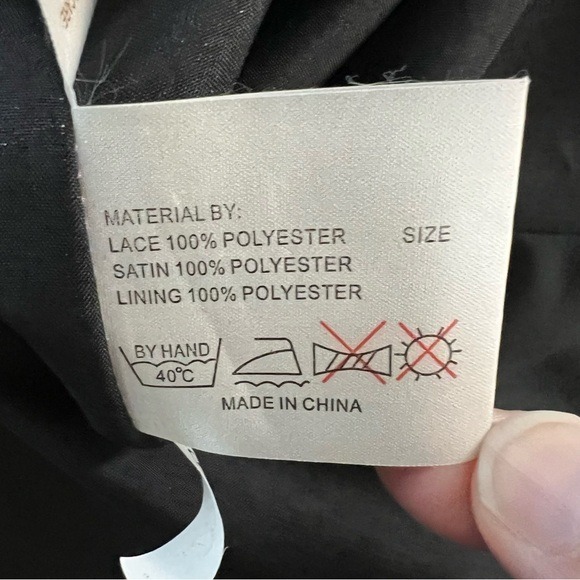 MATERIAL BY:
LACE 100% POLYESTER SIZE
SATIN 100% POLYESTER
LINING 100% POLYESTER
BY HAND
40°C
MADE IN CHINA